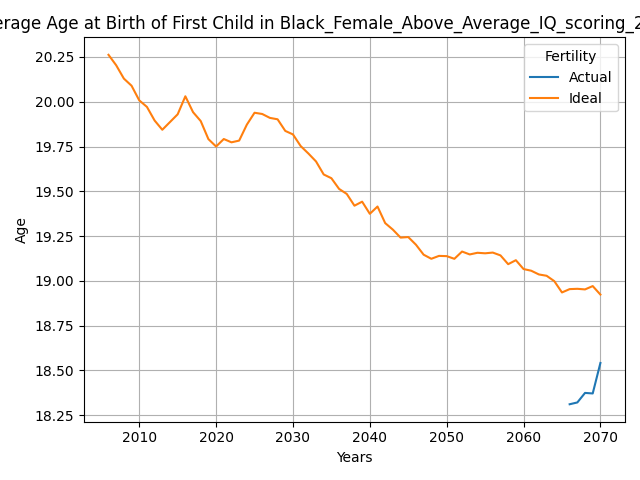 Average Age at Birth of First Child in Black_Female_Above_Average_IQ_scoring_2
Fertility
Actual
Ideal
20.25
20.00
19.75
19.50
19.25
19.00
18.75
18.50
18.25
Age
2010 2020 2030 2040 2050 2060 2070
Years